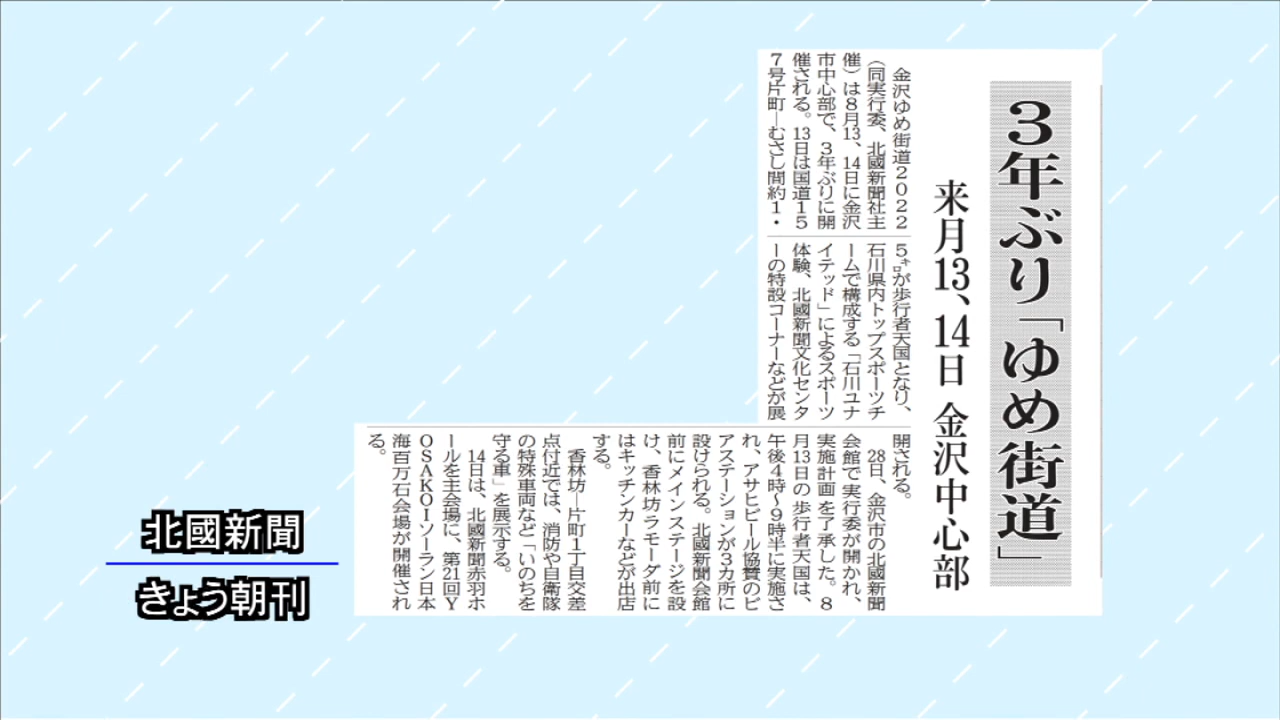 3年ぶり「ゆめ街道」
来月13、14日 金沢中心部
金沢ゆめ街道2022
(同実行委、北國新聞社主
催)は8月13、14日に金沢
市中心部で、3年ぶりに開
催される。13日は国道15
7号片町―むさし間約1・
5㌔が歩行者天国となり、
石川県内トップスポーツチ
ームで構成する「石川ユナ
イテッド」によるスポーツ
体験、北國新聞文化センタ
ーの特設コーナーなどが展
開される。
28日、金沢市の北國新聞
会館で実行委が開かれ、
実施計画を了承した。8
月13日の歩行者天国は、
午後4時~9時半に実施さ
れ、アサヒビール協賛のビ
アステーションが3カ所に
設けられる。北國新聞会館
前にメインステージを設
け、香林坊ラモーダ前に
はキッチンカーなどが出店
する。
香林坊―片町1丁目交差
点付近では、消防や自衛隊
の特殊車両など「いのちを
守る車」を展示する。
14日は、北國新聞赤羽ホ
ールを主会場に、第21回Y
OSAKOIソーラン日本
海百万石会場が開催され
る。
北國新聞
きょう朝刊